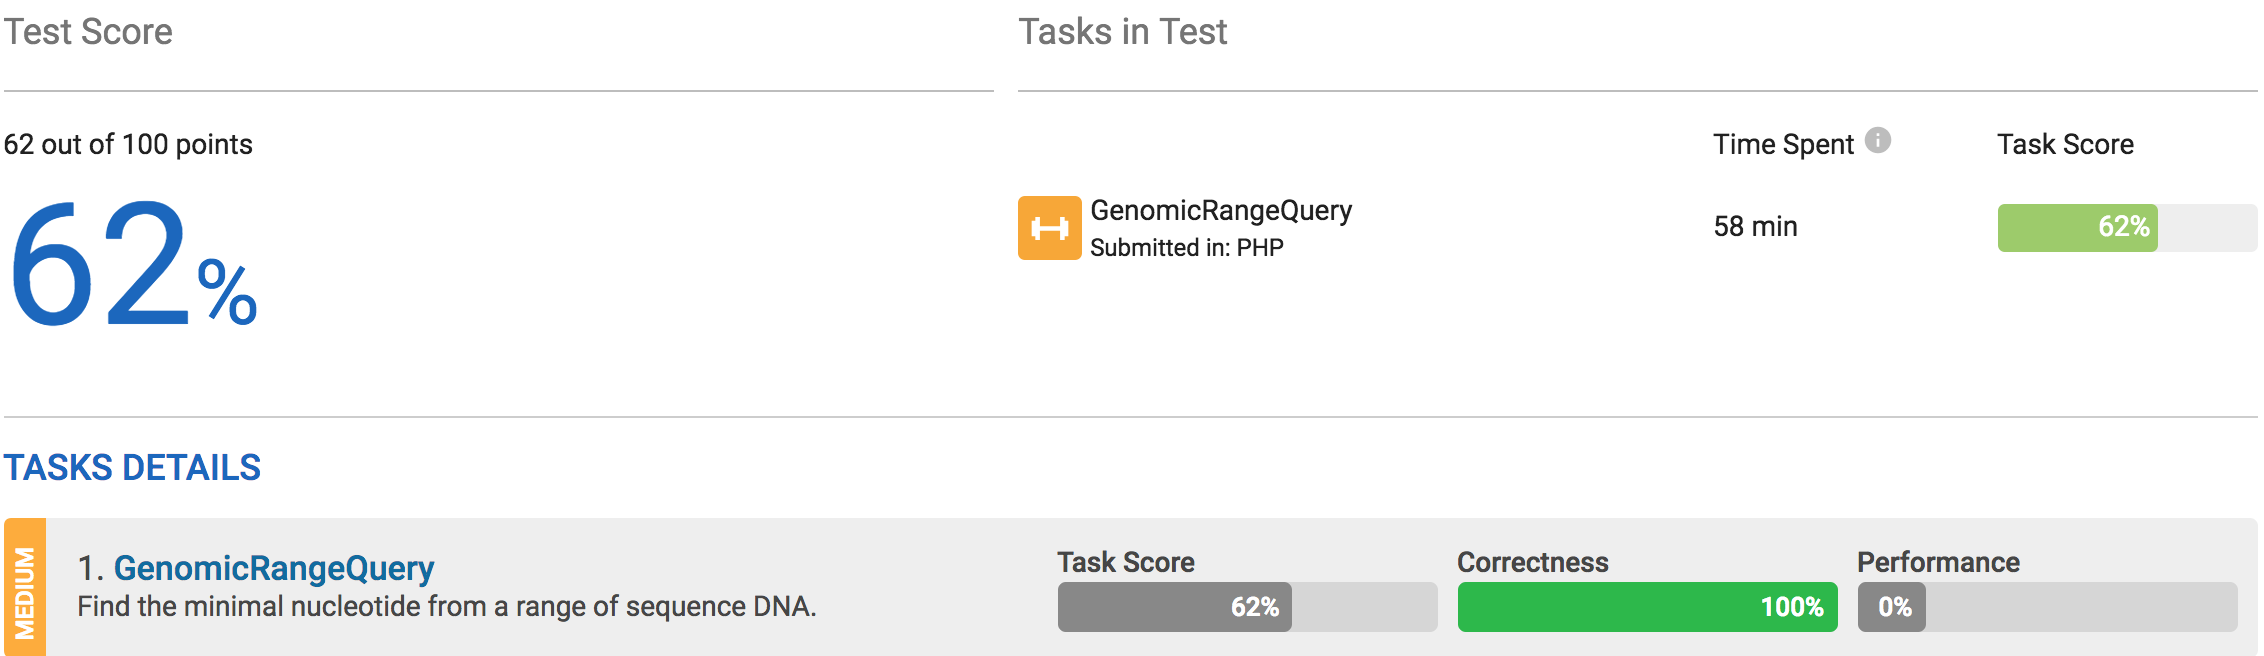 Test Score
Tasks in Test
62 out of 100 points
Time Spent
Task Score
62%
GenomicRangeQuery
Submitted in: PHP
58 min
62%
TASKS DETAILS
MEDIUM
1. GenomicRangeQuery
Find the minimal nucleotide from a range of sequence DNA.
Task Score
62%
Correctness
100%
Performance
0%